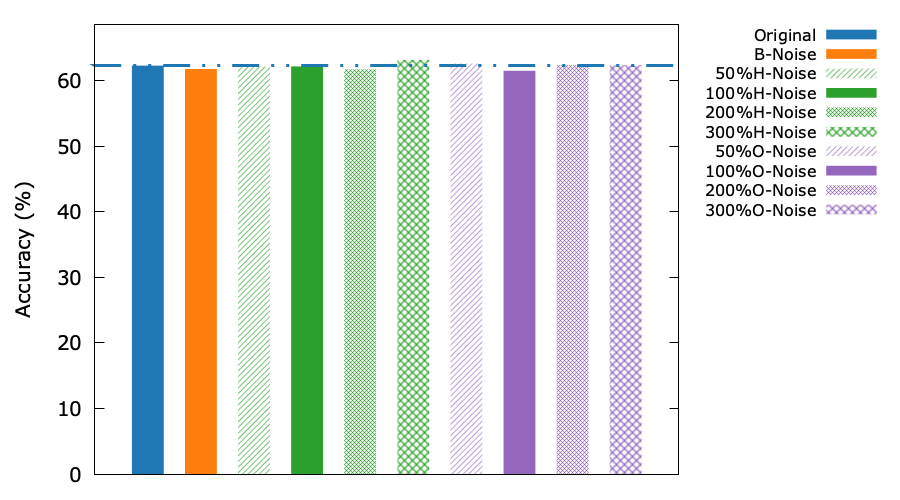 Accuracy (%)
60
50
40
30
20
10
0
Original
B-Noise
50%H-Noise
100%H-Noise
200%H-Noise
300%H-Noise
50%O-Noise
100%O-Noise
200%O-Noise
300%O-Noise